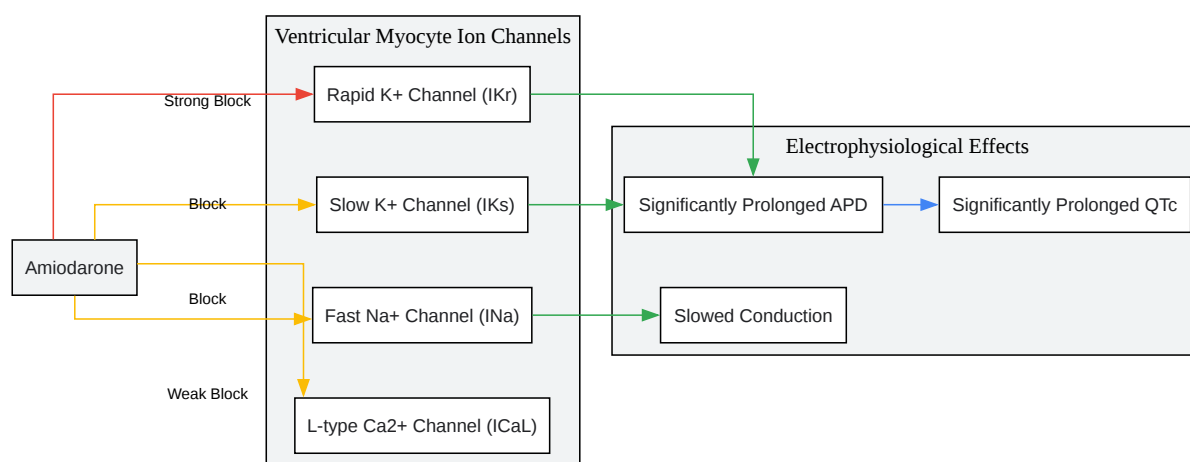 Ventricular Myocyte Ion Channels
Strong Block
Rapid K+ Channel (IKr)
Electrophysiological Effects
Block
Slow K+ Channel (IKs)
Significantly Prolonged APD
Significantly Prolonged QTc
Amiodarone
Block
Fast Na+ Channel (INa)
Slowed Conduction
Weak Block
L-type Ca2+ Channel (ICaL)